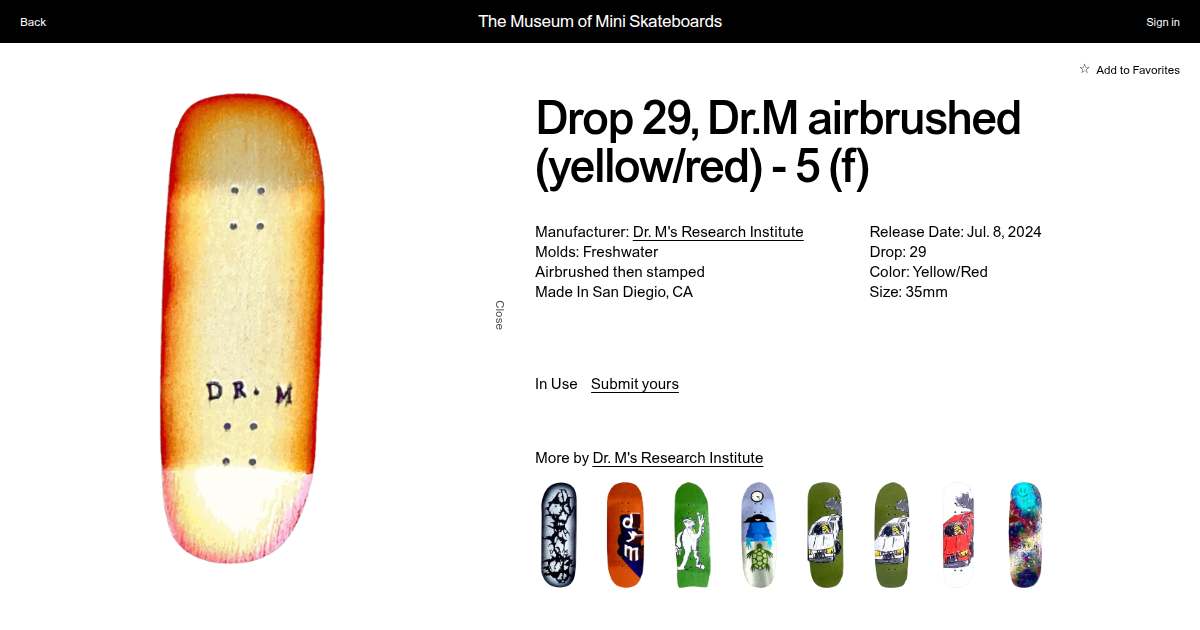 Back
The Museum of Mini Skateboards
Sign in
☆ Add to Favorites
Drop 29, Dr.M airbrushed
(yellow/red) - 5 (f)
Manufacturer: Dr. M's Research Institute
Molds: Freshwater
Airbrushed then stamped
Made In San Diegio, CA
Release Date: Jul. 8, 2024
Drop: 29
Color: Yellow/Red
Size: 35mm
Close
DR. M
In Use Submit yours
More by Dr. M's Research Institute
drm